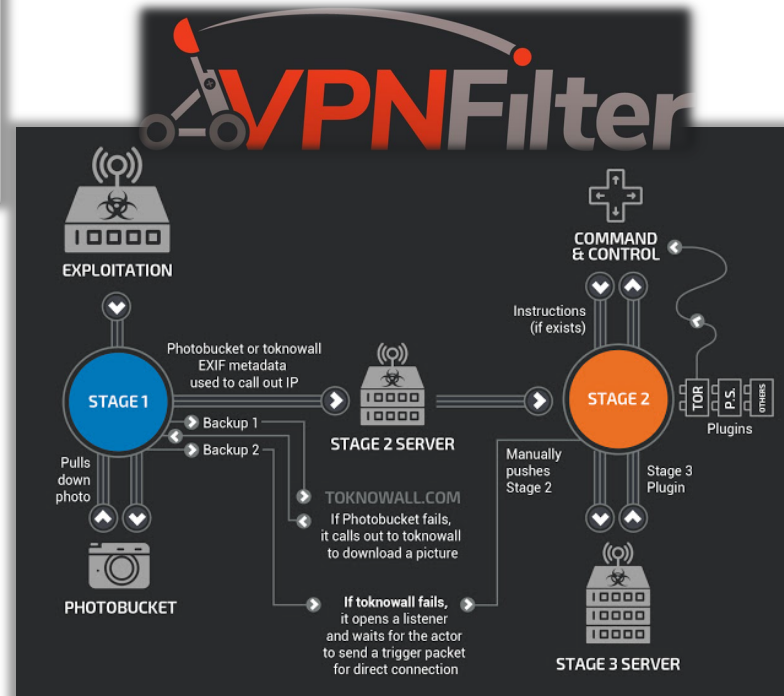 VPNFilter
EXPLOITATION
COMMAND
& CONTROL
Instructions
(if exists)
Photobucket or toknowall
EXIF metadata
used to call out IP
STAGE 1
STAGE 2 SERVER
STAGE 2
TOR
P.S.
OTHERS
Plugins
Backup 1
Backup 2
Pulls
down
photo
PHOTOBUCKET
TOKNOWALL.COM
If Photobucket fails,
it calls out to toknowall
to download a picture
If toknowall fails,
it opens a listener
and waits for the actor
to send a trigger packet
for direct connection
Manually
pushes
Stage 2
Stage 3
Plugin
STAGE 3 SERVER